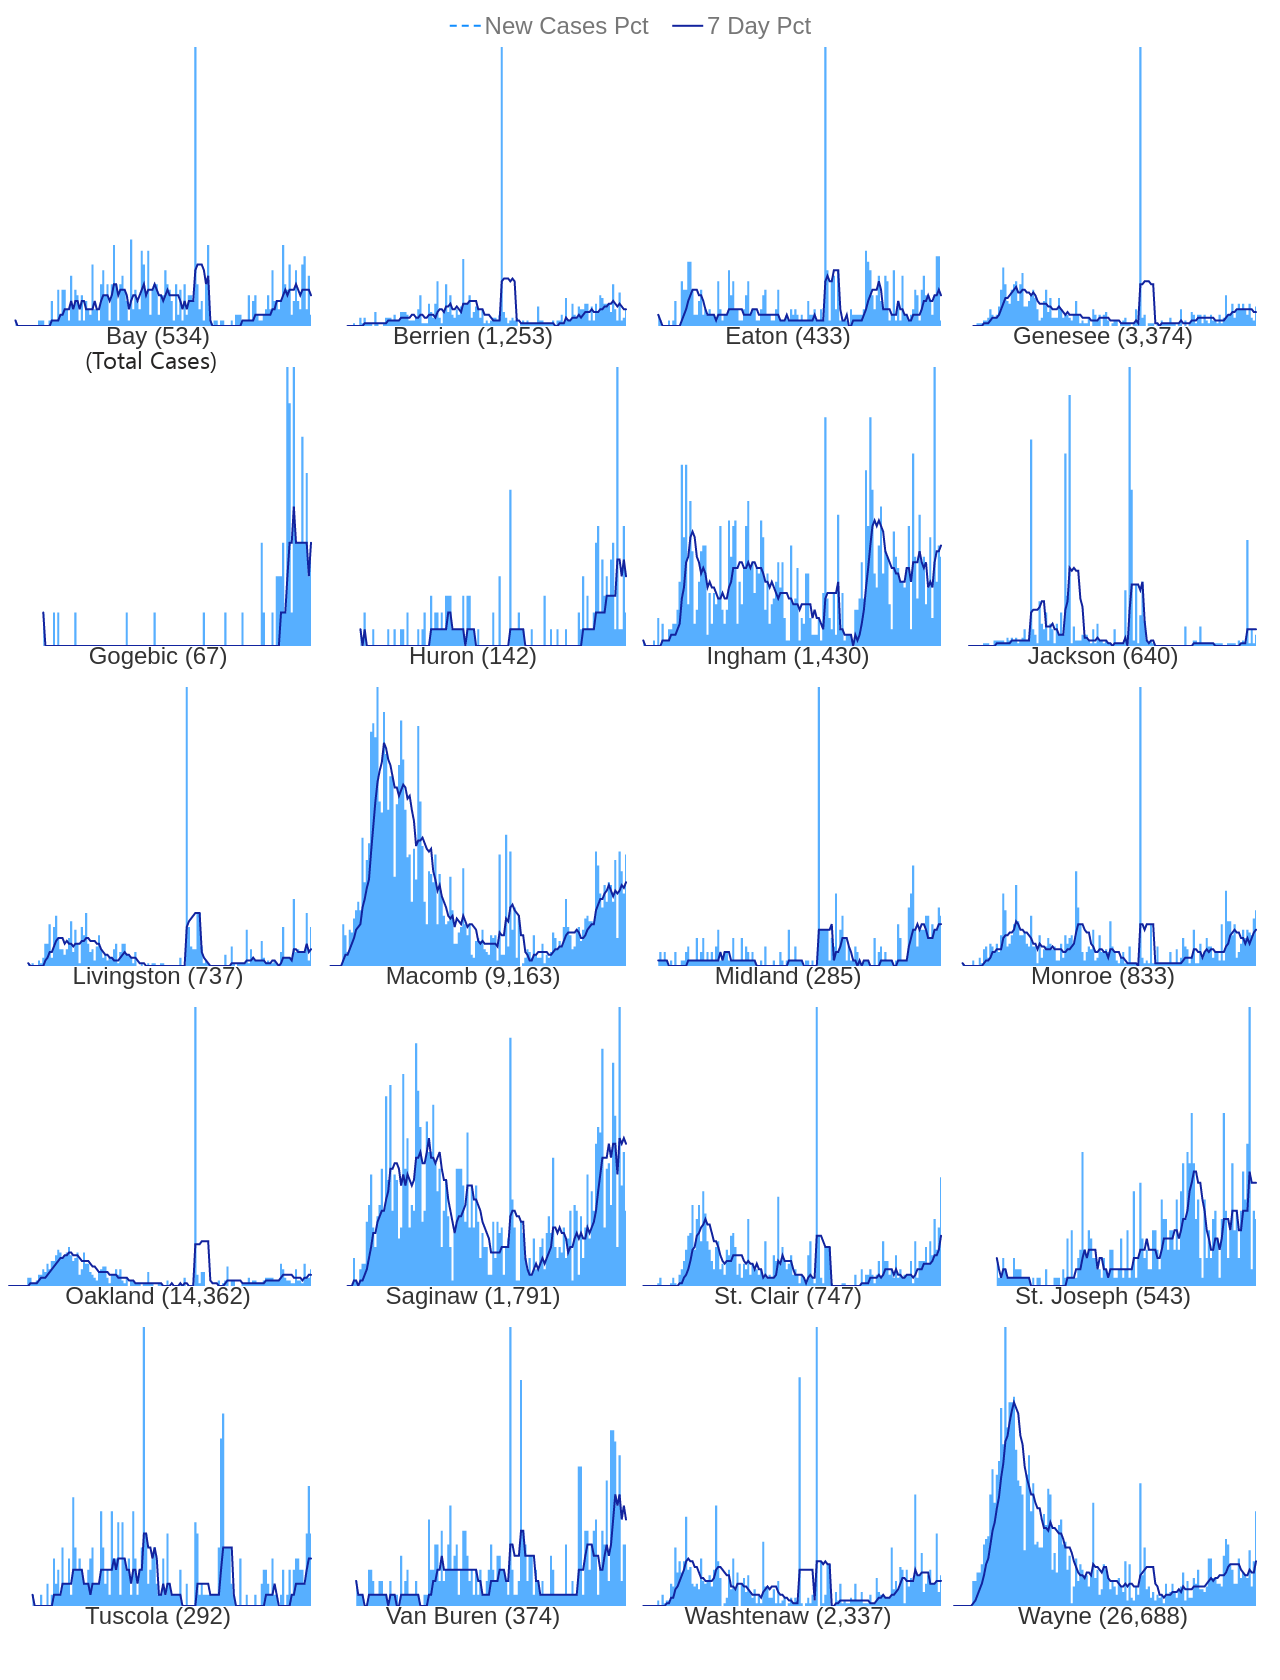 New Cases Pct 7 Day Pct
Bay (534) Berrien (1,253) Eaton (433) Genesee (3,374)
(Total Cases)
Gogebic (67) Huron (142) Ingham (1,430) Jackson (640)
Livingston (737) Macomb (9,163) Midland (285) Monroe (833)
Oakland (14,362) Saginaw (1,791) St. Clair (747) St. Joseph (543)
Tuscola (292) Van Buren (374) Washtenaw (2,337) Wayne (26,688)